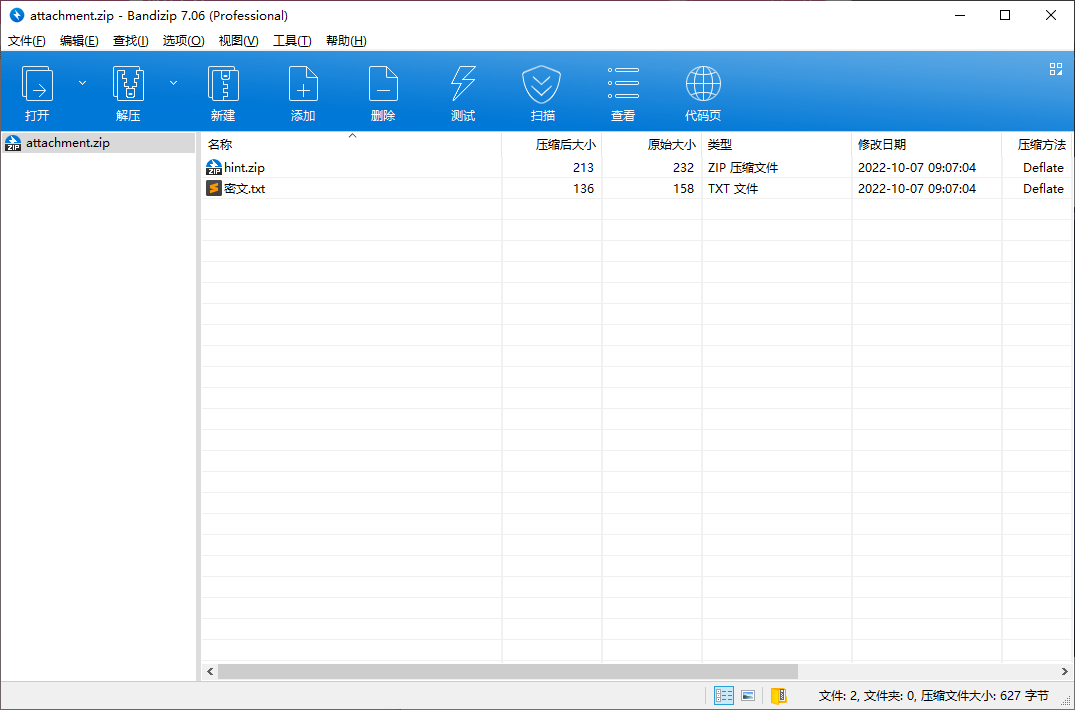 attachment.zip - Bandizip 7.06 (Professional)
文件(F) 编辑(E) 查找(I) 选项(O) 视图(V) 工具(T) 帮助(H)
打开 解压 新建 添加 删除 测试 扫描 查看 代码页
attachment.zip
名称 压缩后大小 原始大小 类型 修改日期 压缩方法
ZIP hint.zip 213 232 ZIP 压缩文件 2022-10-07 09:07:04 Deflate
密文.txt 136 158 TXT 文件 2022-10-07 09:07:04 Deflate
文件: 2, 文件夹: 0, 压缩文件大小: 627 字节